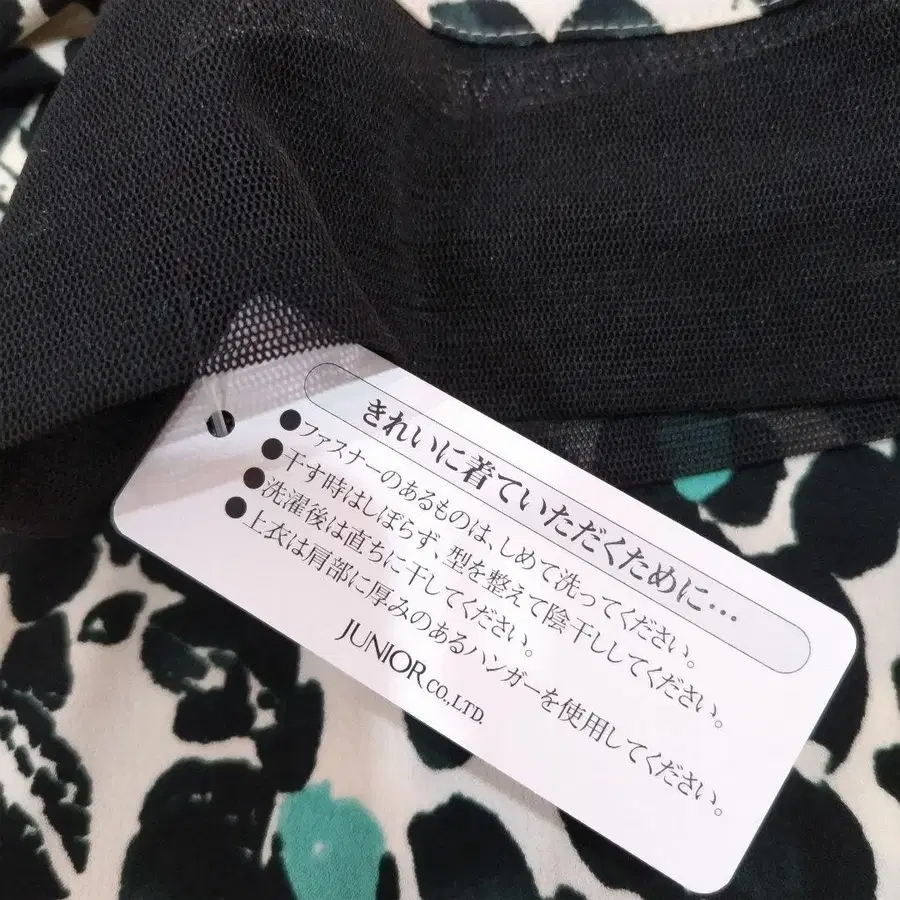 きれいに着ていただくために…
●ファスナーのあるものは、しめて洗ってください。
●干す時はしぼらず、型を整えて陰干ししてください。
●洗濯後は直ちに干してください。
●上衣は肩部に厚みのあるハンガーを使用してください。
JUNIOR CO.,LTD.